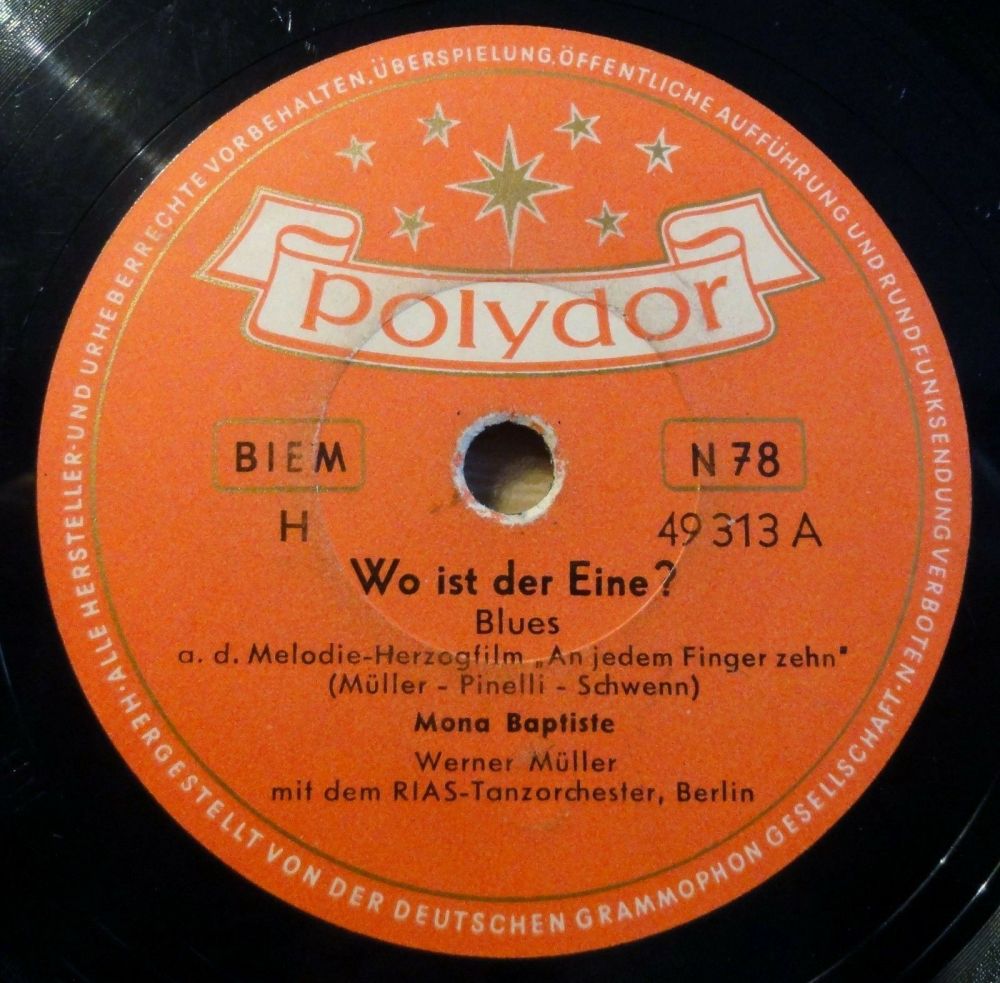 ALLE HERSTELLER- UND URHEBERRECHTE VORBEHALTEN. ÜBERSPIELUNG, ÖFFENTLICHE AUFFÜHRUNG UND RUNDFUNKSENDUNG VERBOTEN.
polydor
BIEM
N 78
H
49 313 A
Wo ist der Eine?
Blues
a. d. Melodie-Herzogfilm „An jedem Finger zehn"
(Müller - Pinelli - Schwenn)
Mona Baptiste
Werner Müller
mit dem RIAS-Tanzorchester, Berlin
HERGESTELLT VON DER DEUTSCHEN GRAMMOPHON GESELLSCHAFT